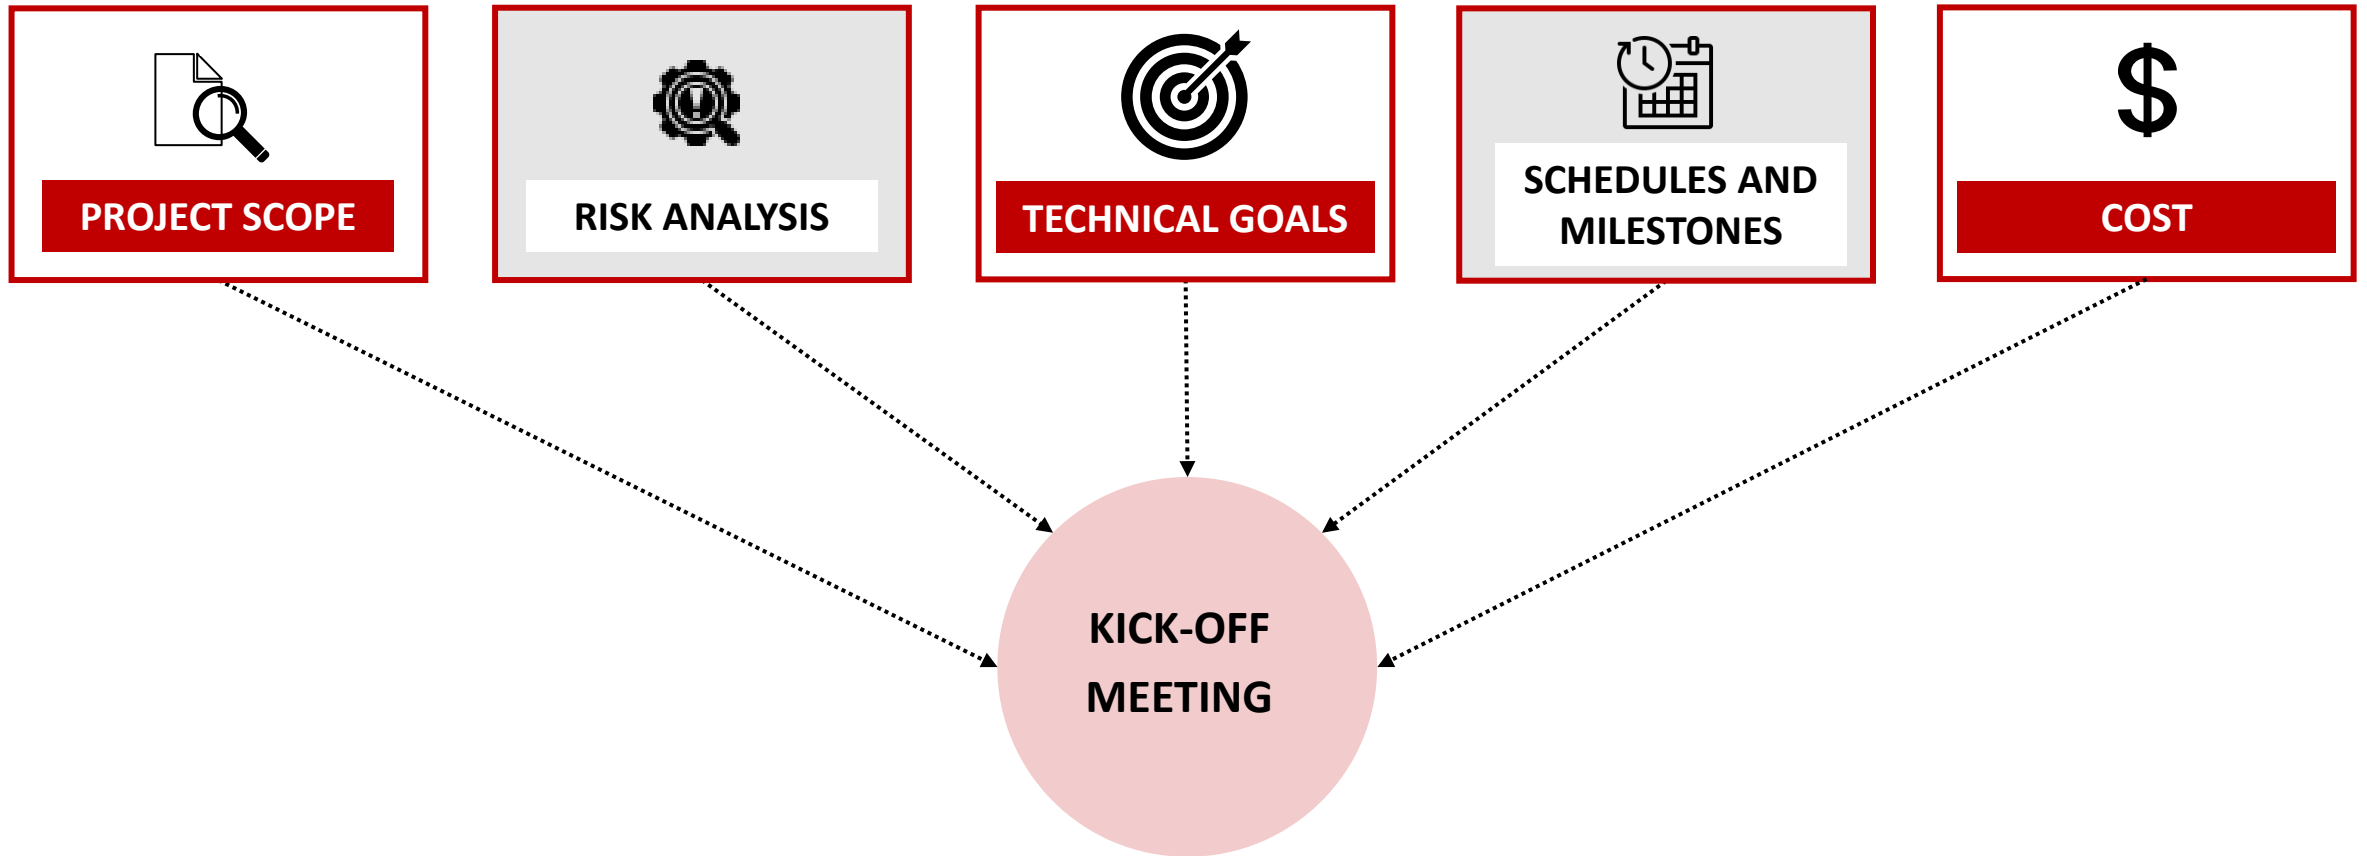 PROJECT SCOPE
RISK ANALYSIS
TECHNICAL GOALS
SCHEDULES AND
MILESTONES
$
COST
KICK-OFF
MEETING